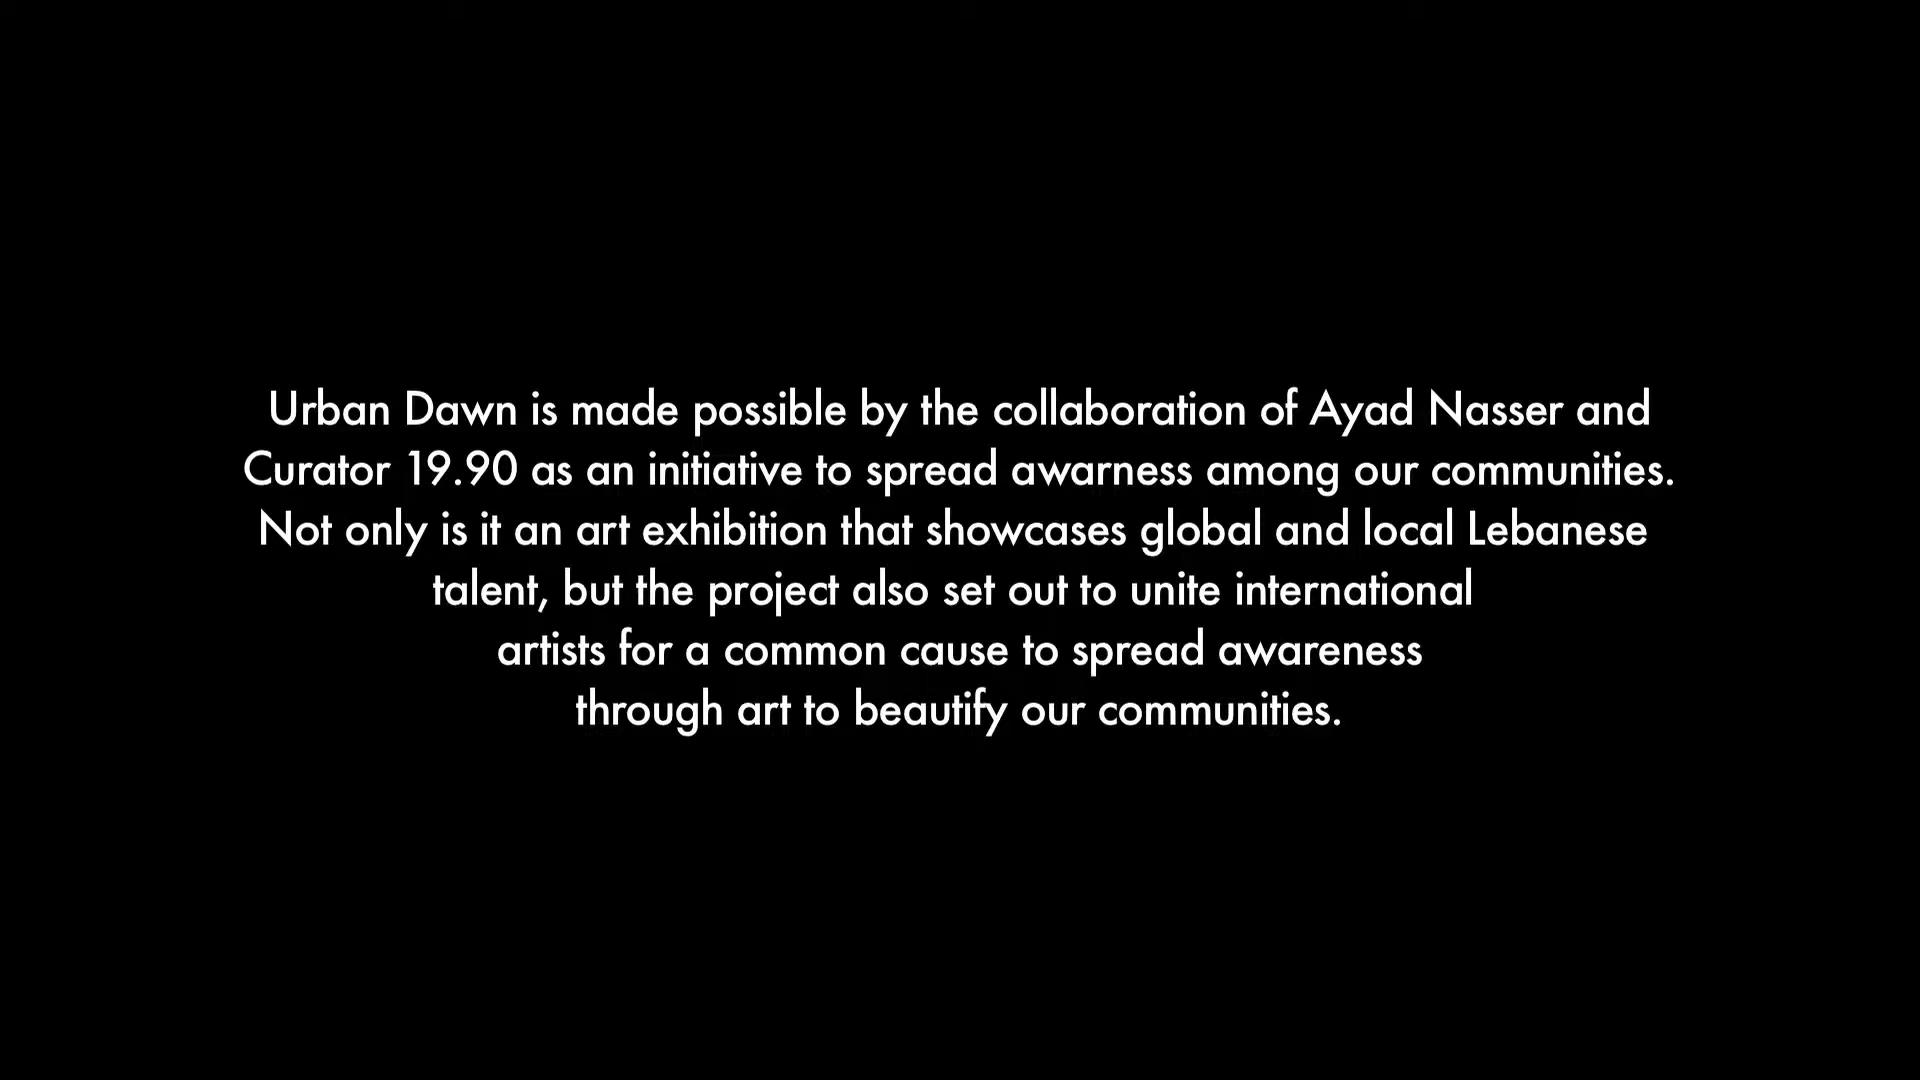 Urban Dawn is made possible by the collaboration of Ayad Nasser and
Curator 19.90 as an initiative to spread awarness among our communities.
Not only is it an art exhibition that showcases global and local Lebanese
talent, but the project also set out to unite international
artists for a common cause to spread awareness
through art to beautify our communities.